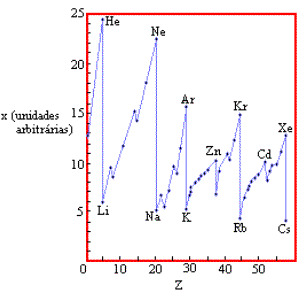 25
He
Ne
20
Ar
Kr
15
x (unidades
arbitrárias)
Xe
Zn
Cd
10
Li
5
Na
K
Rb
Cs
0
10
20
30
40
50
Z